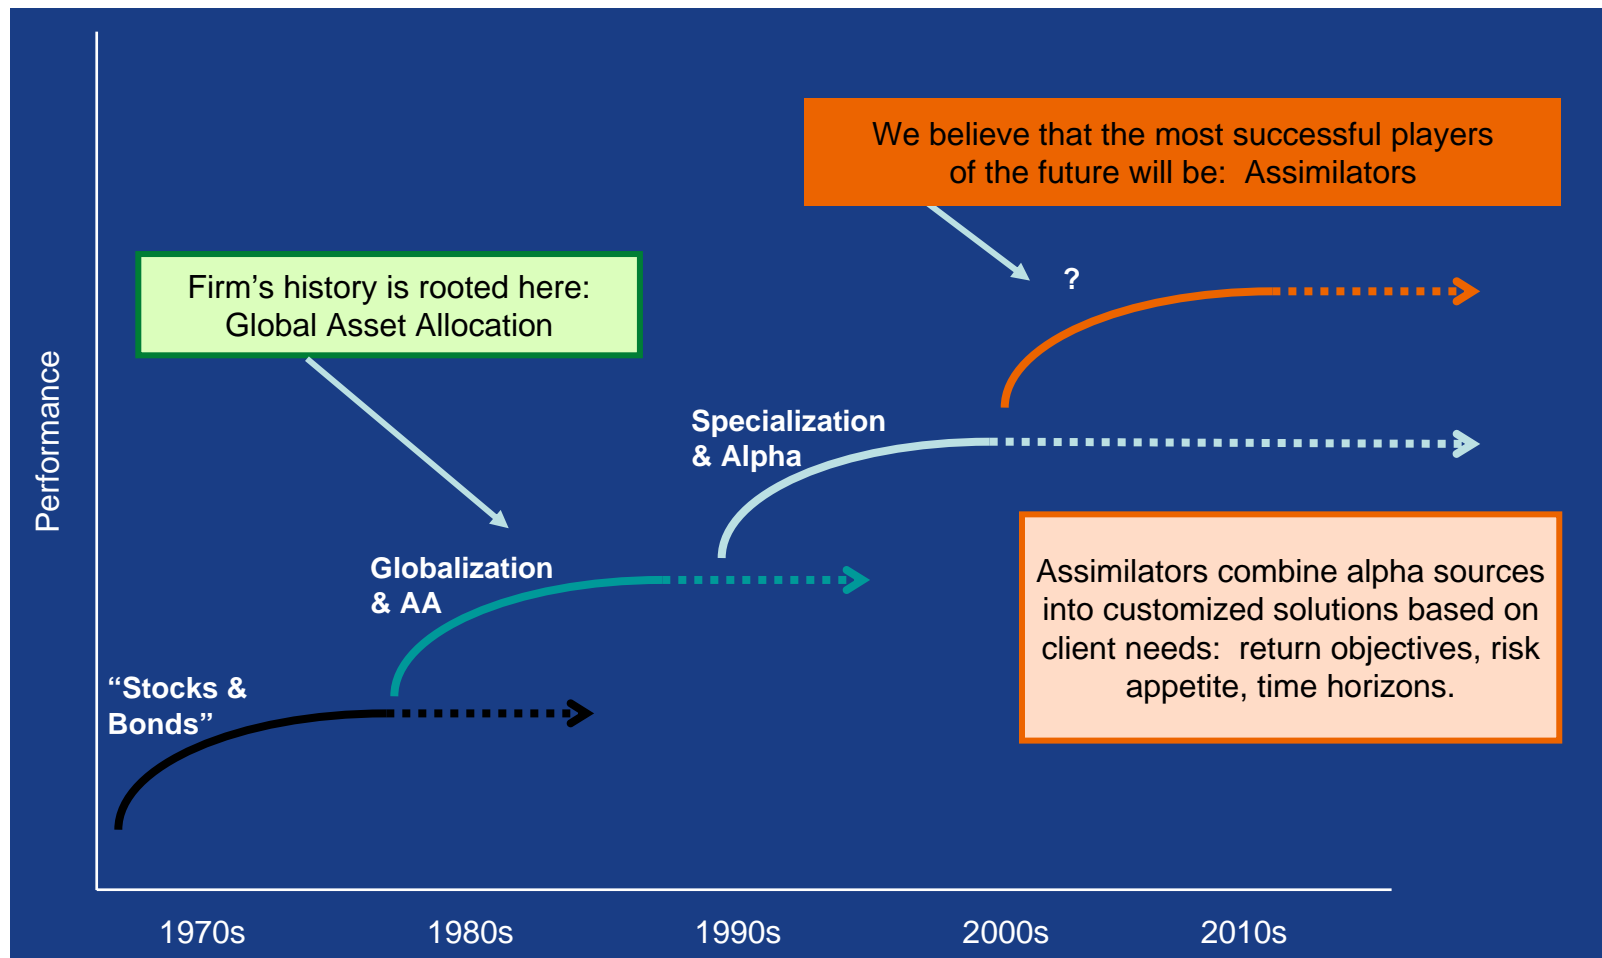 We believe that the most successful players
of the future will be:  Assimilators
?
Firm’s history is rooted here:
Global Asset Allocation
Performance
Specialization
& Alpha
Globalization
& AA
Assimilators combine alpha sources
into customized solutions based on
client needs:  return objectives, risk
appetite, time horizons.
“Stocks &
Bonds”
1970s
1980s
1990s
2000s
2010s